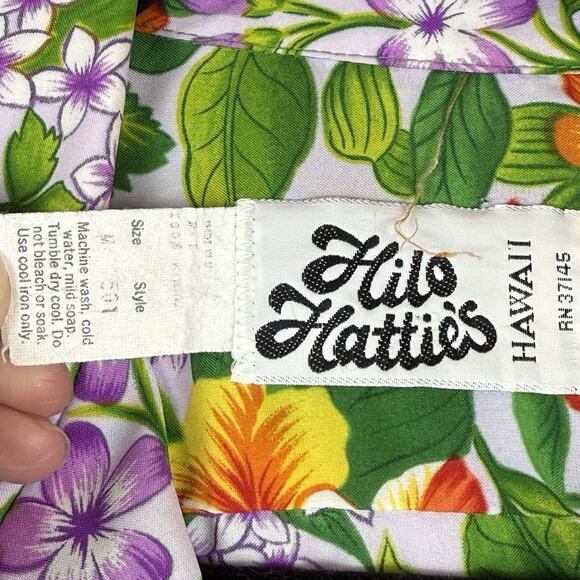 Hilo
Hattie's
HAWAII
RN 37145
Size Style
M 501
Machine wash, cold
water, mild soap.
Tumble dry cool. Do
not bleach or soak.
Use cool iron only.